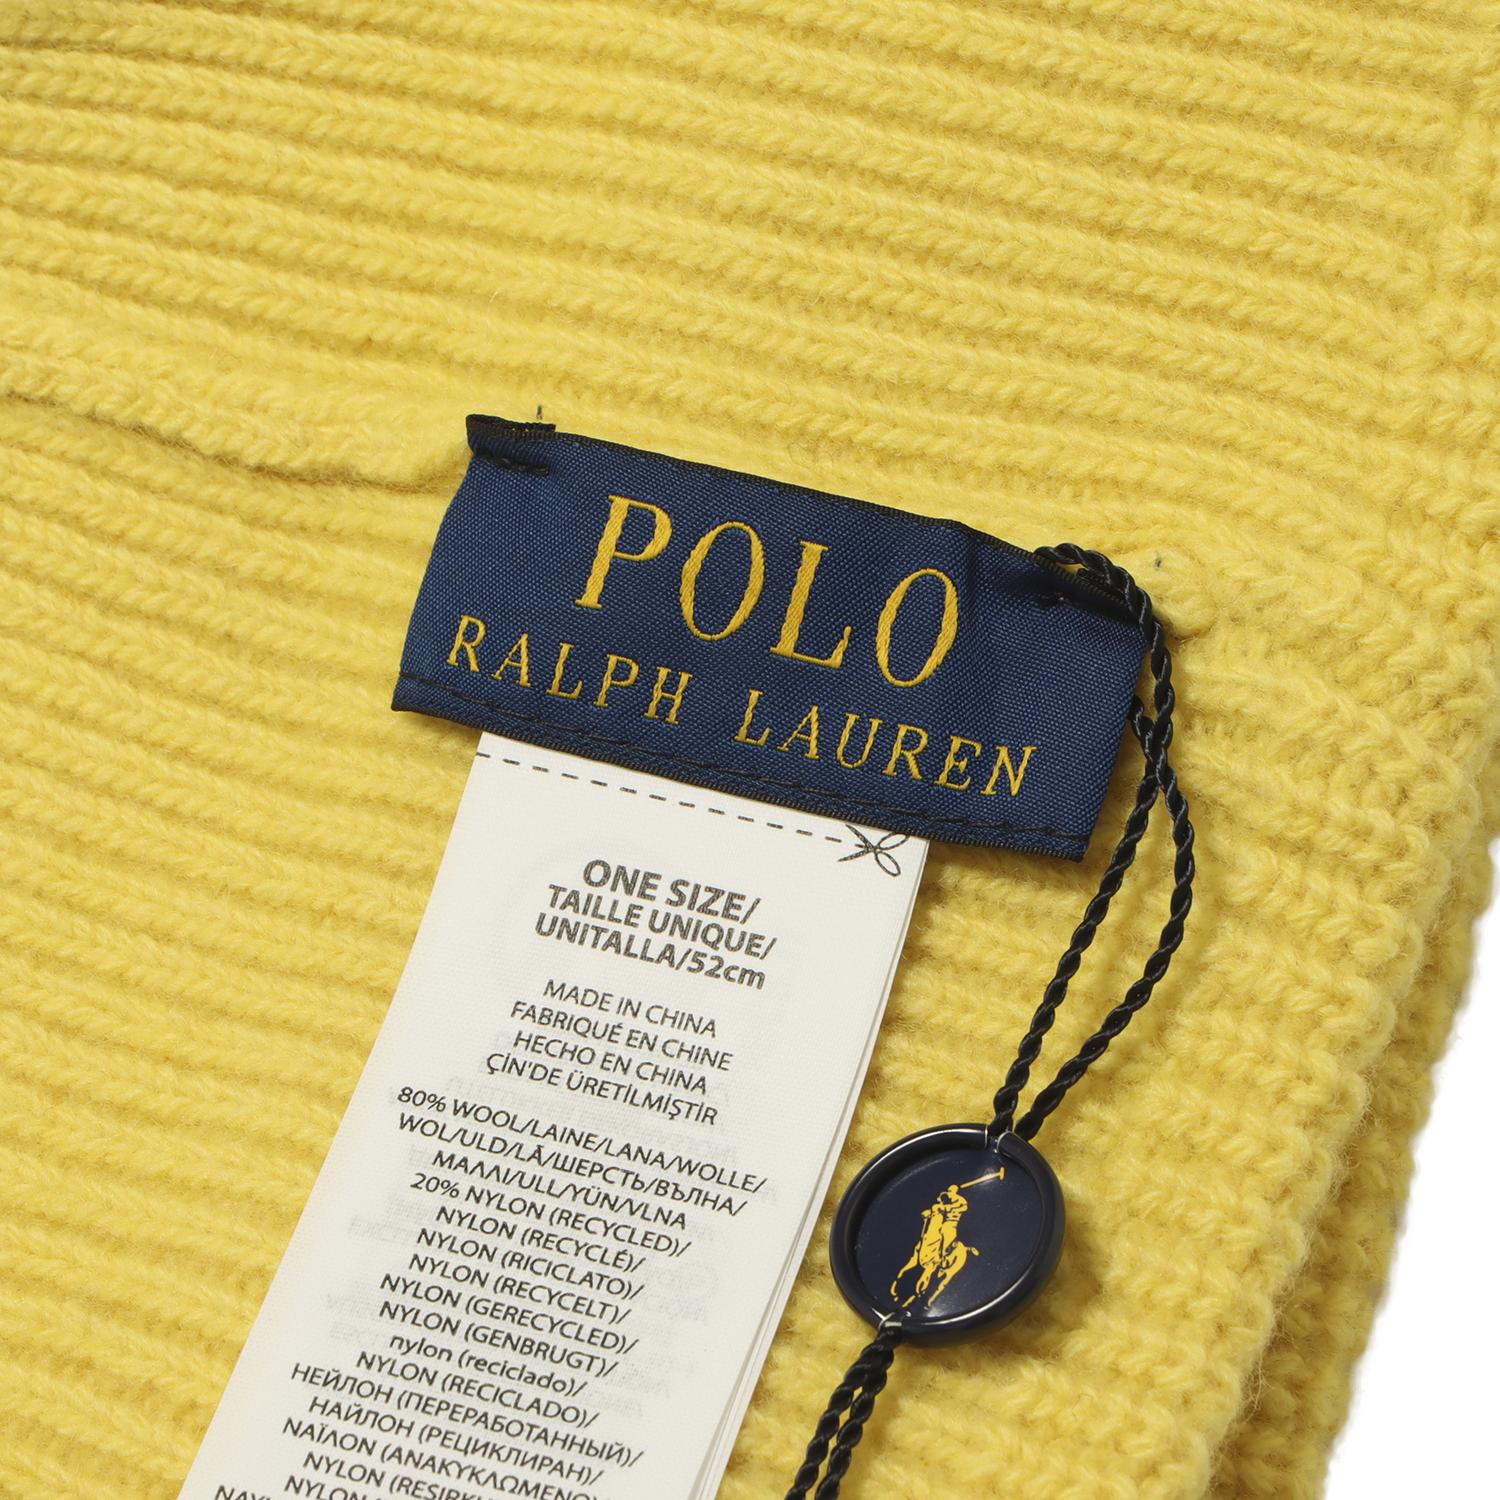 POLO
RALPH LAUREN
ONE SIZE/
TAILLE UNIQUE/
UNITALLA/52cm
MADE IN CHINA
FABRIQUÉ EN CHINE
HECHO EN CHINA
ÇİN'DE ÜRETİLMİŞTİR
80% WOOL/LAINE/LANA/WOLLE/
WOL/ULD/LÃ/ШЕРСТЬ/ВЪЛНА/
ΜΑΛΛΙ/ULL/YÜN/VLNA
20% NYLON (RECYCLED)/
NYLON (RECYCLÉ)/
NYLON (RICICLATO)/
NYLON (RECYCELT)/
NYLON (GERECYCLED)/
NYLON (GENBRUGT)/
nylon (reciclado)/
NYLON (RECICLADO)/
НЕЙЛОН (ПЕРЕРАБОТАННЫЙ)/
НАЙЛОН (РЕЦИКЛИРАН)/
ΝΑΪΛΟΝ
NYLON
NYLON